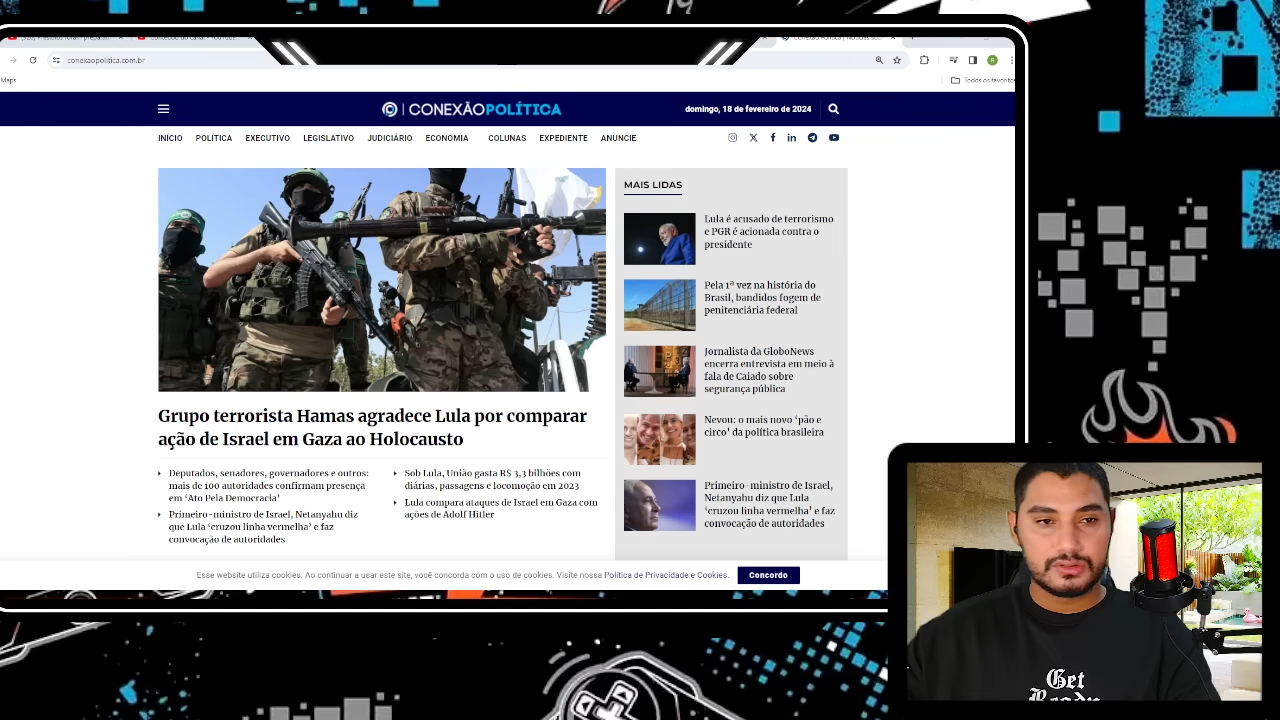 conexaopolitica.com.br
Maps
Todos os favoritos
CONEXÃOPOLÍTICA
domingo, 18 de fevereiro de 2024
INÍCIO POLÍTICA EXECUTIVO LEGISLATIVO JUDICIÁRIO ECONOMIA COLUNAS EXPEDIENTE ANUNCIE
Grupo terrorista Hamas agradece Lula por comparar
ação de Israel em Gaza ao Holocausto
Deputados, senadores, governadores e outros:
mais de 100 autoridades confirmam presença
em ‘Ato Pela Democracia’
Primeiro-ministro de Israel, Netanyahu diz
que Lula ‘cruzou linha vermelha’ e faz
convocação de autoridades
Sob Lula, União gasta R$ 3,3 bilhões com
diárias, passagens e locomoção em 2023
Lula compara ataques de Israel em Gaza com
ações de Adolf Hitler
MAIS LIDAS
Lula é acusado de terrorismo
e PGR é acionada contra o
presidente
Pela 1ª vez na história do
Brasil, bandidos fogem de
penitenciária federal
Jornalista da GloboNews
encerra entrevista em meio à
fala de Caiado sobre
segurança pública
Nevou: o mais novo ‘pão e
circo’ da política brasileira
Primeiro-ministro de Israel,
Netanyahu diz que Lula
‘cruzou linha vermelha’ e faz
convocação de autoridades
Esse website utiliza cookies. Ao continuar a usar este site, você concorda com o uso de cookies. Visite nossa Política de Privacidade e Cookies.
Concordo
Get
Ready